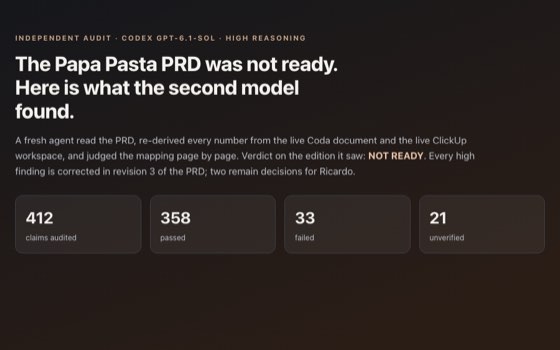 INDEPENDENT AUDIT · CODEX GPT-6.1-SOL · HIGH REASONING
The Papa Pasta PRD was not ready.
Here is what the second model
found.
A fresh agent read the PRD, re-derived every number from the live Coda document and the live ClickUp
workspace, and judged the mapping page by page. Verdict on the edition it saw: NOT READY. Every high
finding is corrected in revision 3 of the PRD; two remain decisions for Ricardo.
412
claims audited
358
passed
33
failed
21
unverified